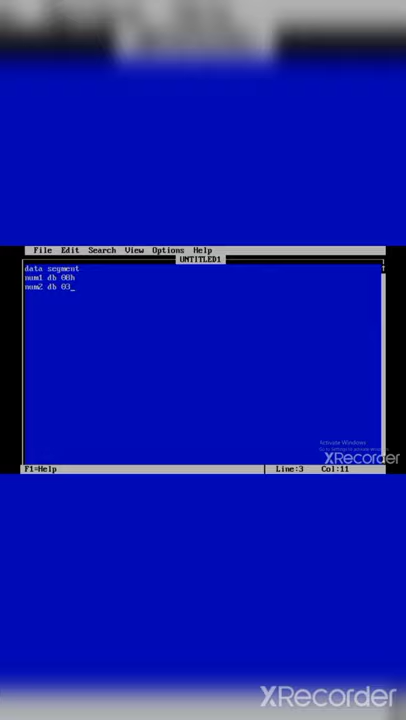 File Edit Search View Options Help
UNTITLED1
data segment
num1 db 08h
num2 db 03_
Activate Windows
XRecorder
F1=Help Line:3 Col:11
XRecorder